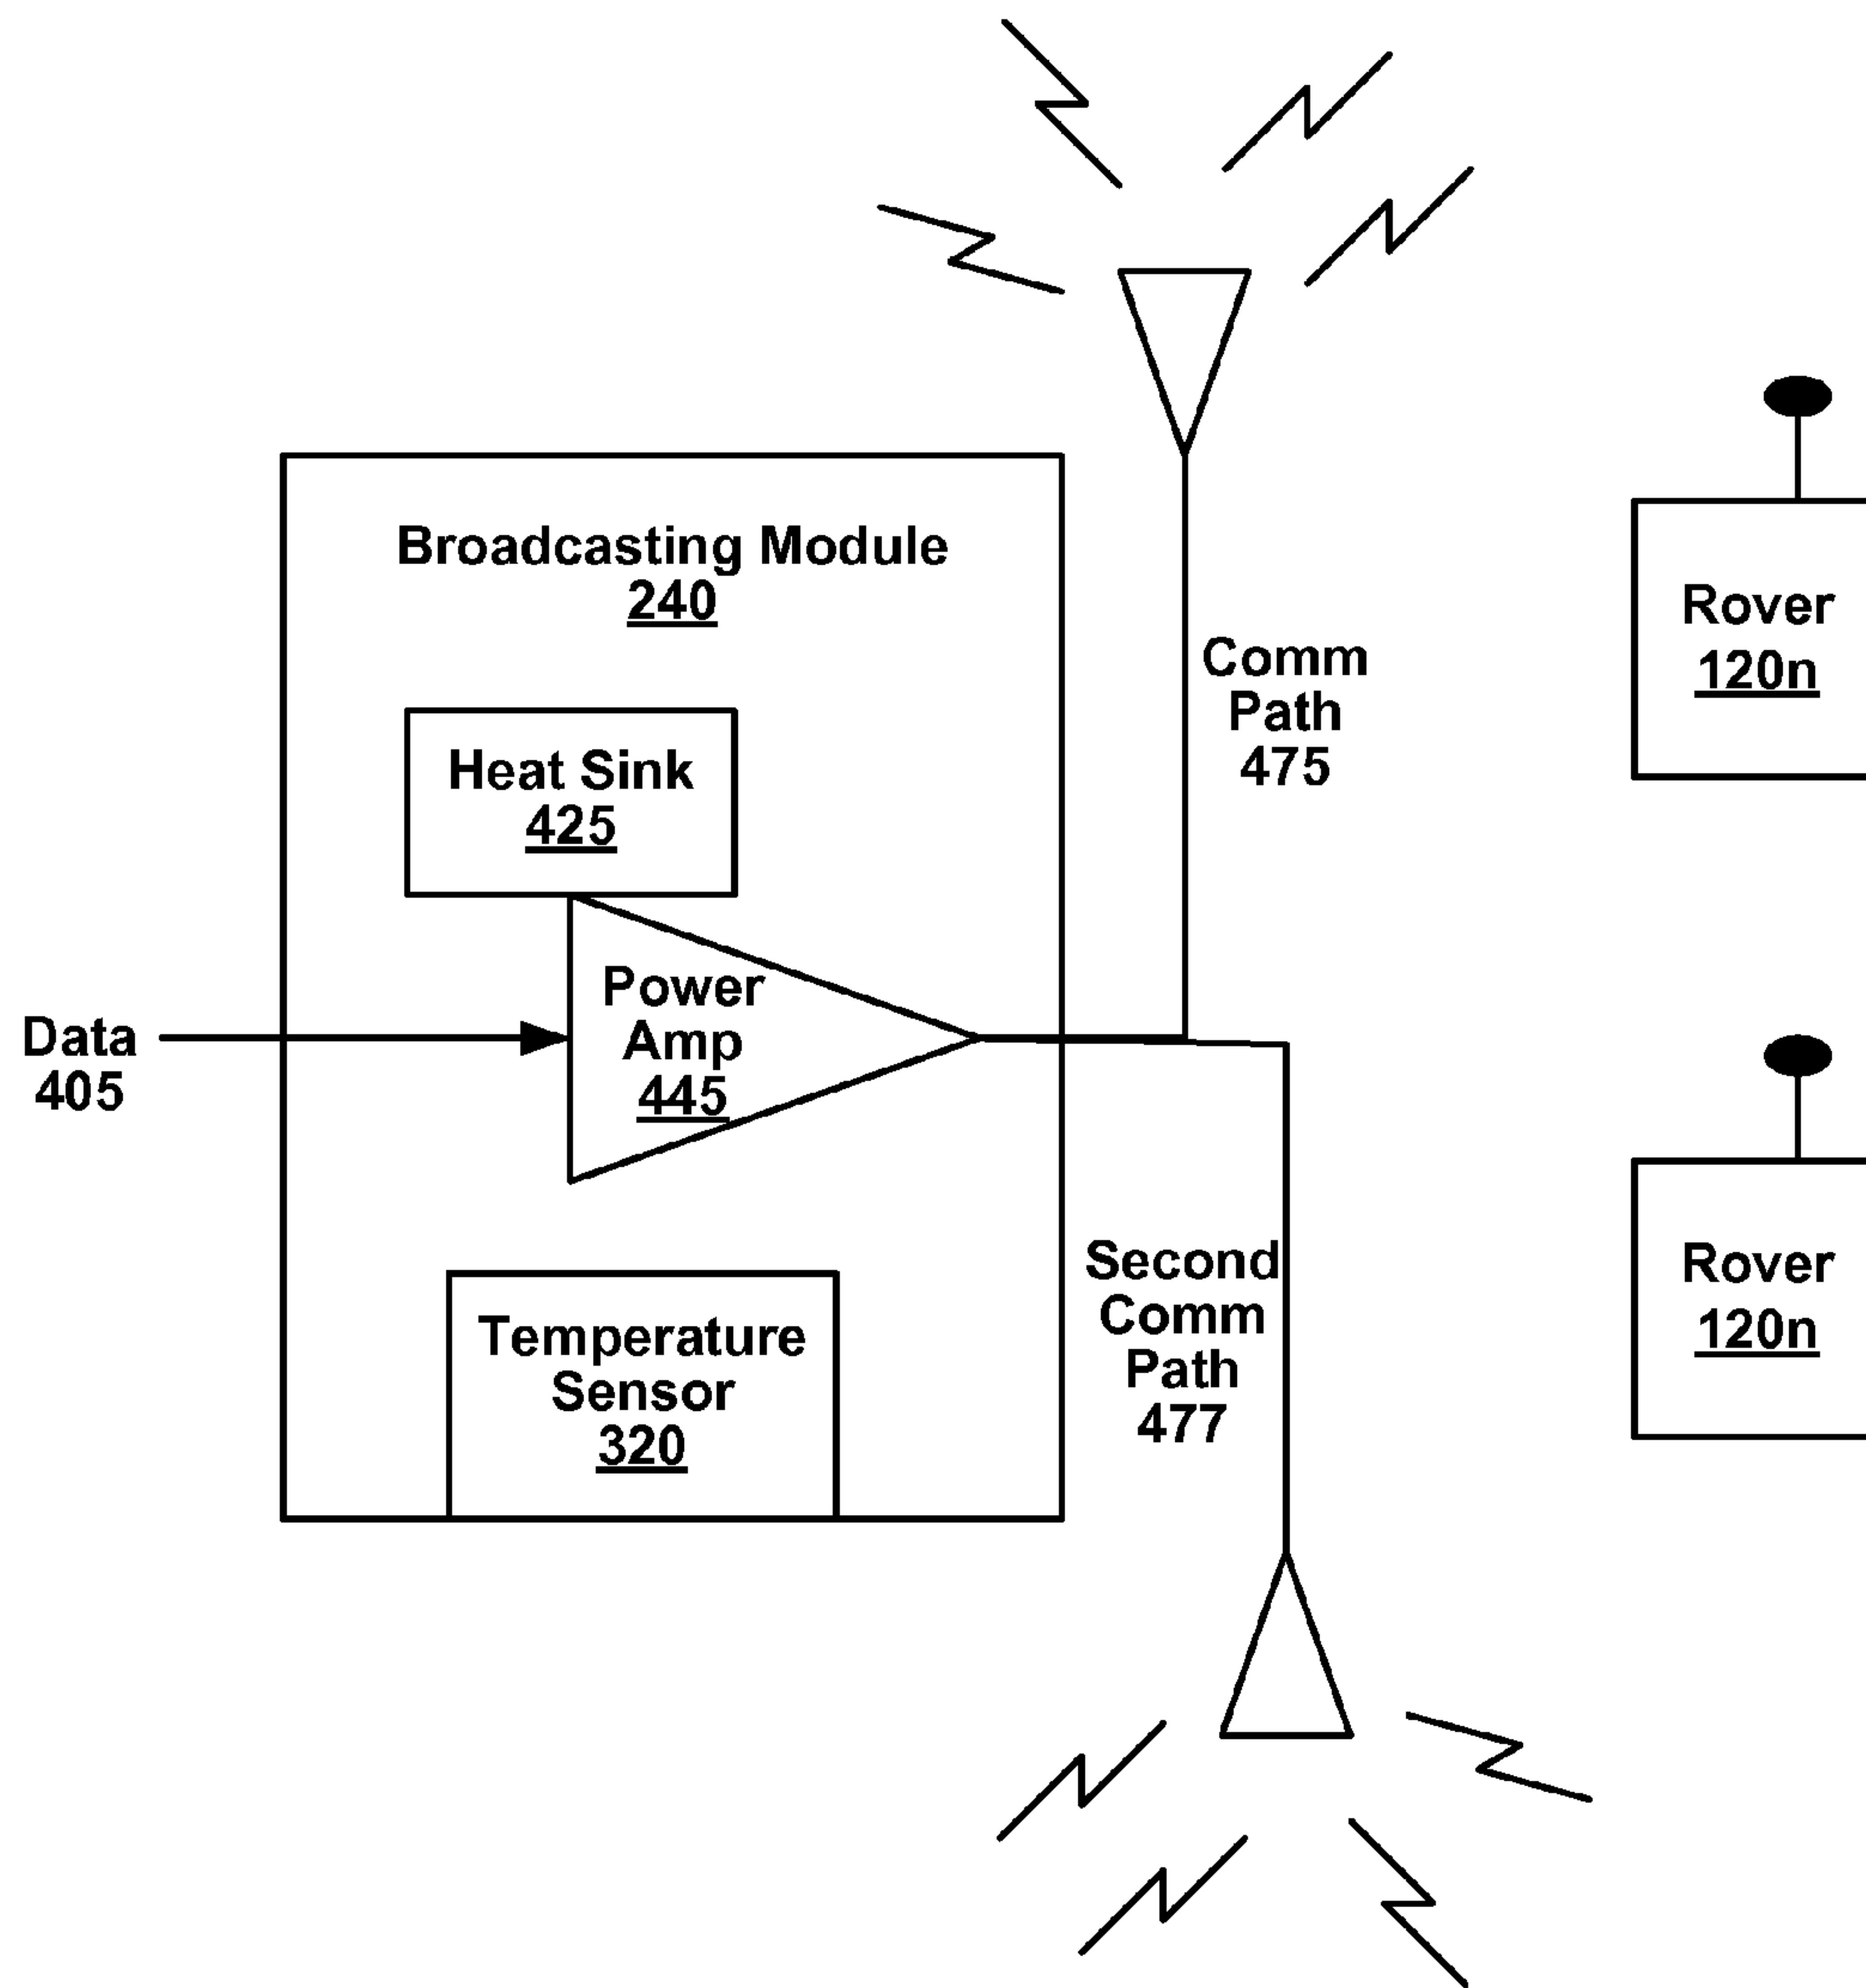 Broadcasting Module
240
Heat Sink
425
Power
Amp
445
Data
405
Temperature
Sensor
320
Comm
Path
475
Second
Comm
Path
477
Rover
120n
Rover
120n